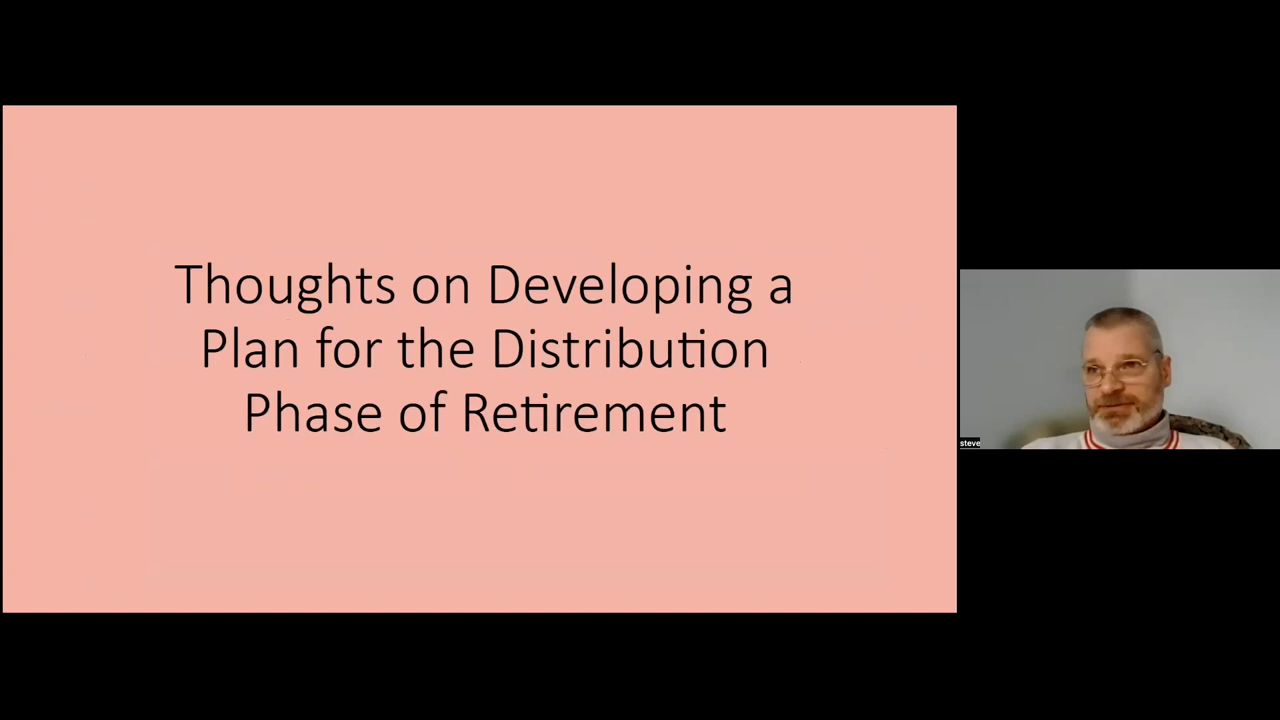 Thoughts on Developing a
Plan for the Distribution
Phase of Retirement
steve